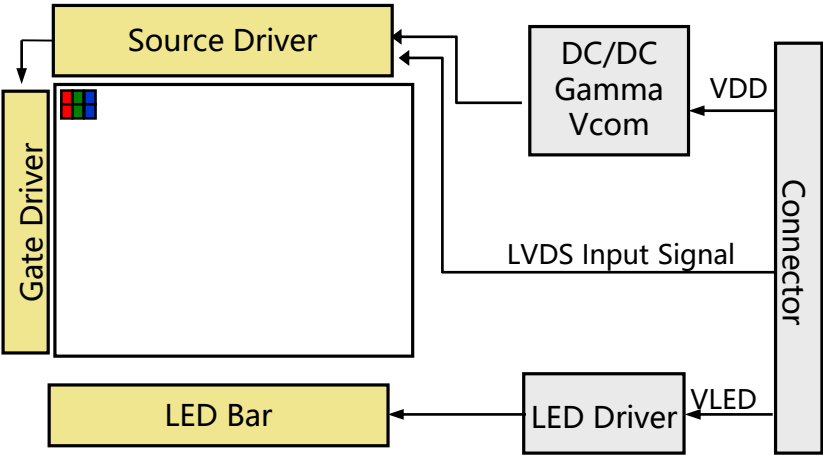 Source Driver
DC/DC
Gamma
Vcom
VDD
Gate Driver
Connector
LVDS Input Signal
LED Bar
LED Driver
VLED